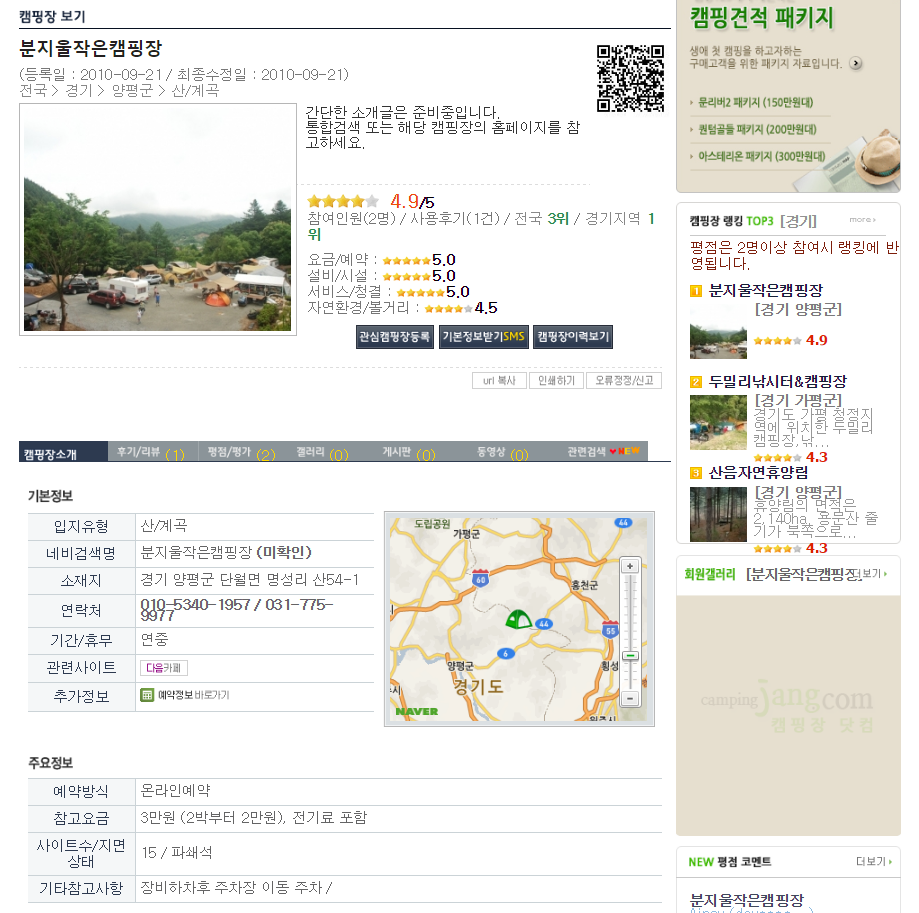 캠핑장 보기
분지울작은캠핑장
(등록일 : 2010-09-21 / 최종수정일 : 2010-09-21)
전국 > 경기 > 양평군 > 산/계곡
간단한 소개글은 준비중입니다.
통합검색 또는 해당 캠핑장의 홈페이지를 참
고하세요.
4.9/5
참여인원(2명) / 사용후기(1건) / 전국 3위 / 경기지역 1
위
요금/예약 : 5.0
설비/시설 : 5.0
서비스/청결 : 5.0
자연환경/볼거리 : 4.5
관심캠핑장등록 기본정보받기SMS 캠핑장이력보기
url 복사 인쇄하기 오류정정/신고
캠핑장소개 후기/리뷰 (1) 평점/평가 (2) 갤러리 (0) 게시판 (0) 동영상 (0) 관련검색 NEW
기본정보
입지유형 산/계곡
네비검색명 분지울작은캠핑장 (미확인)
소재지 경기 양평군 단월면 명성리 산54-1
연락처 010-5340-1957 / 031-775-
9977
기간/휴무 연중
관련사이트 다음카페
추가정보 예약정보 바로가기
도립공원
가평군
44
60
홍천군
44
55
6
양평군
횡성
경기도
NAVER
+
-
주요정보
예약방식 온라인예약
참고요금 3만원 (2박부터 2만원), 전기료 포함
사이트수/지면
상태 15 / 파쇄석
기타참고사항 장비하차후 주차장 이동 주차 /
캠핑견적 패키지
생에 첫 캠핑을 하고자하는
구매고객을 위한 패키지 자료입니다.
문리버2 패키지 (150만원대)
퀀텀골들 패키지 (200만원대)
아스테리온 패키지 (300만원대)
캠핑장 랭킹 TOP3 [경기] more
평점은 2명이상 참여시 랭킹에 반
영됩니다.
1 분지울작은캠핑장
[경기 양평군]
4.9
2 두밀리낚시터&캠핑장
[경기 가평군]
경기도 가평 청정지
역에 위치한 두밀리
캠핑장 낚...
4.3
3 산음자연휴양림
[경기 양평군]
휴양림의 면적은
2,140ha, 용문산 줄
기가 북쪽으로...
4.3
회원갤러리 [분지울작은캠핑장 더보기
campingjang.com
캠핑장 닷컴
NEW 평점 코멘트 더보기
분지울작은캠핑장